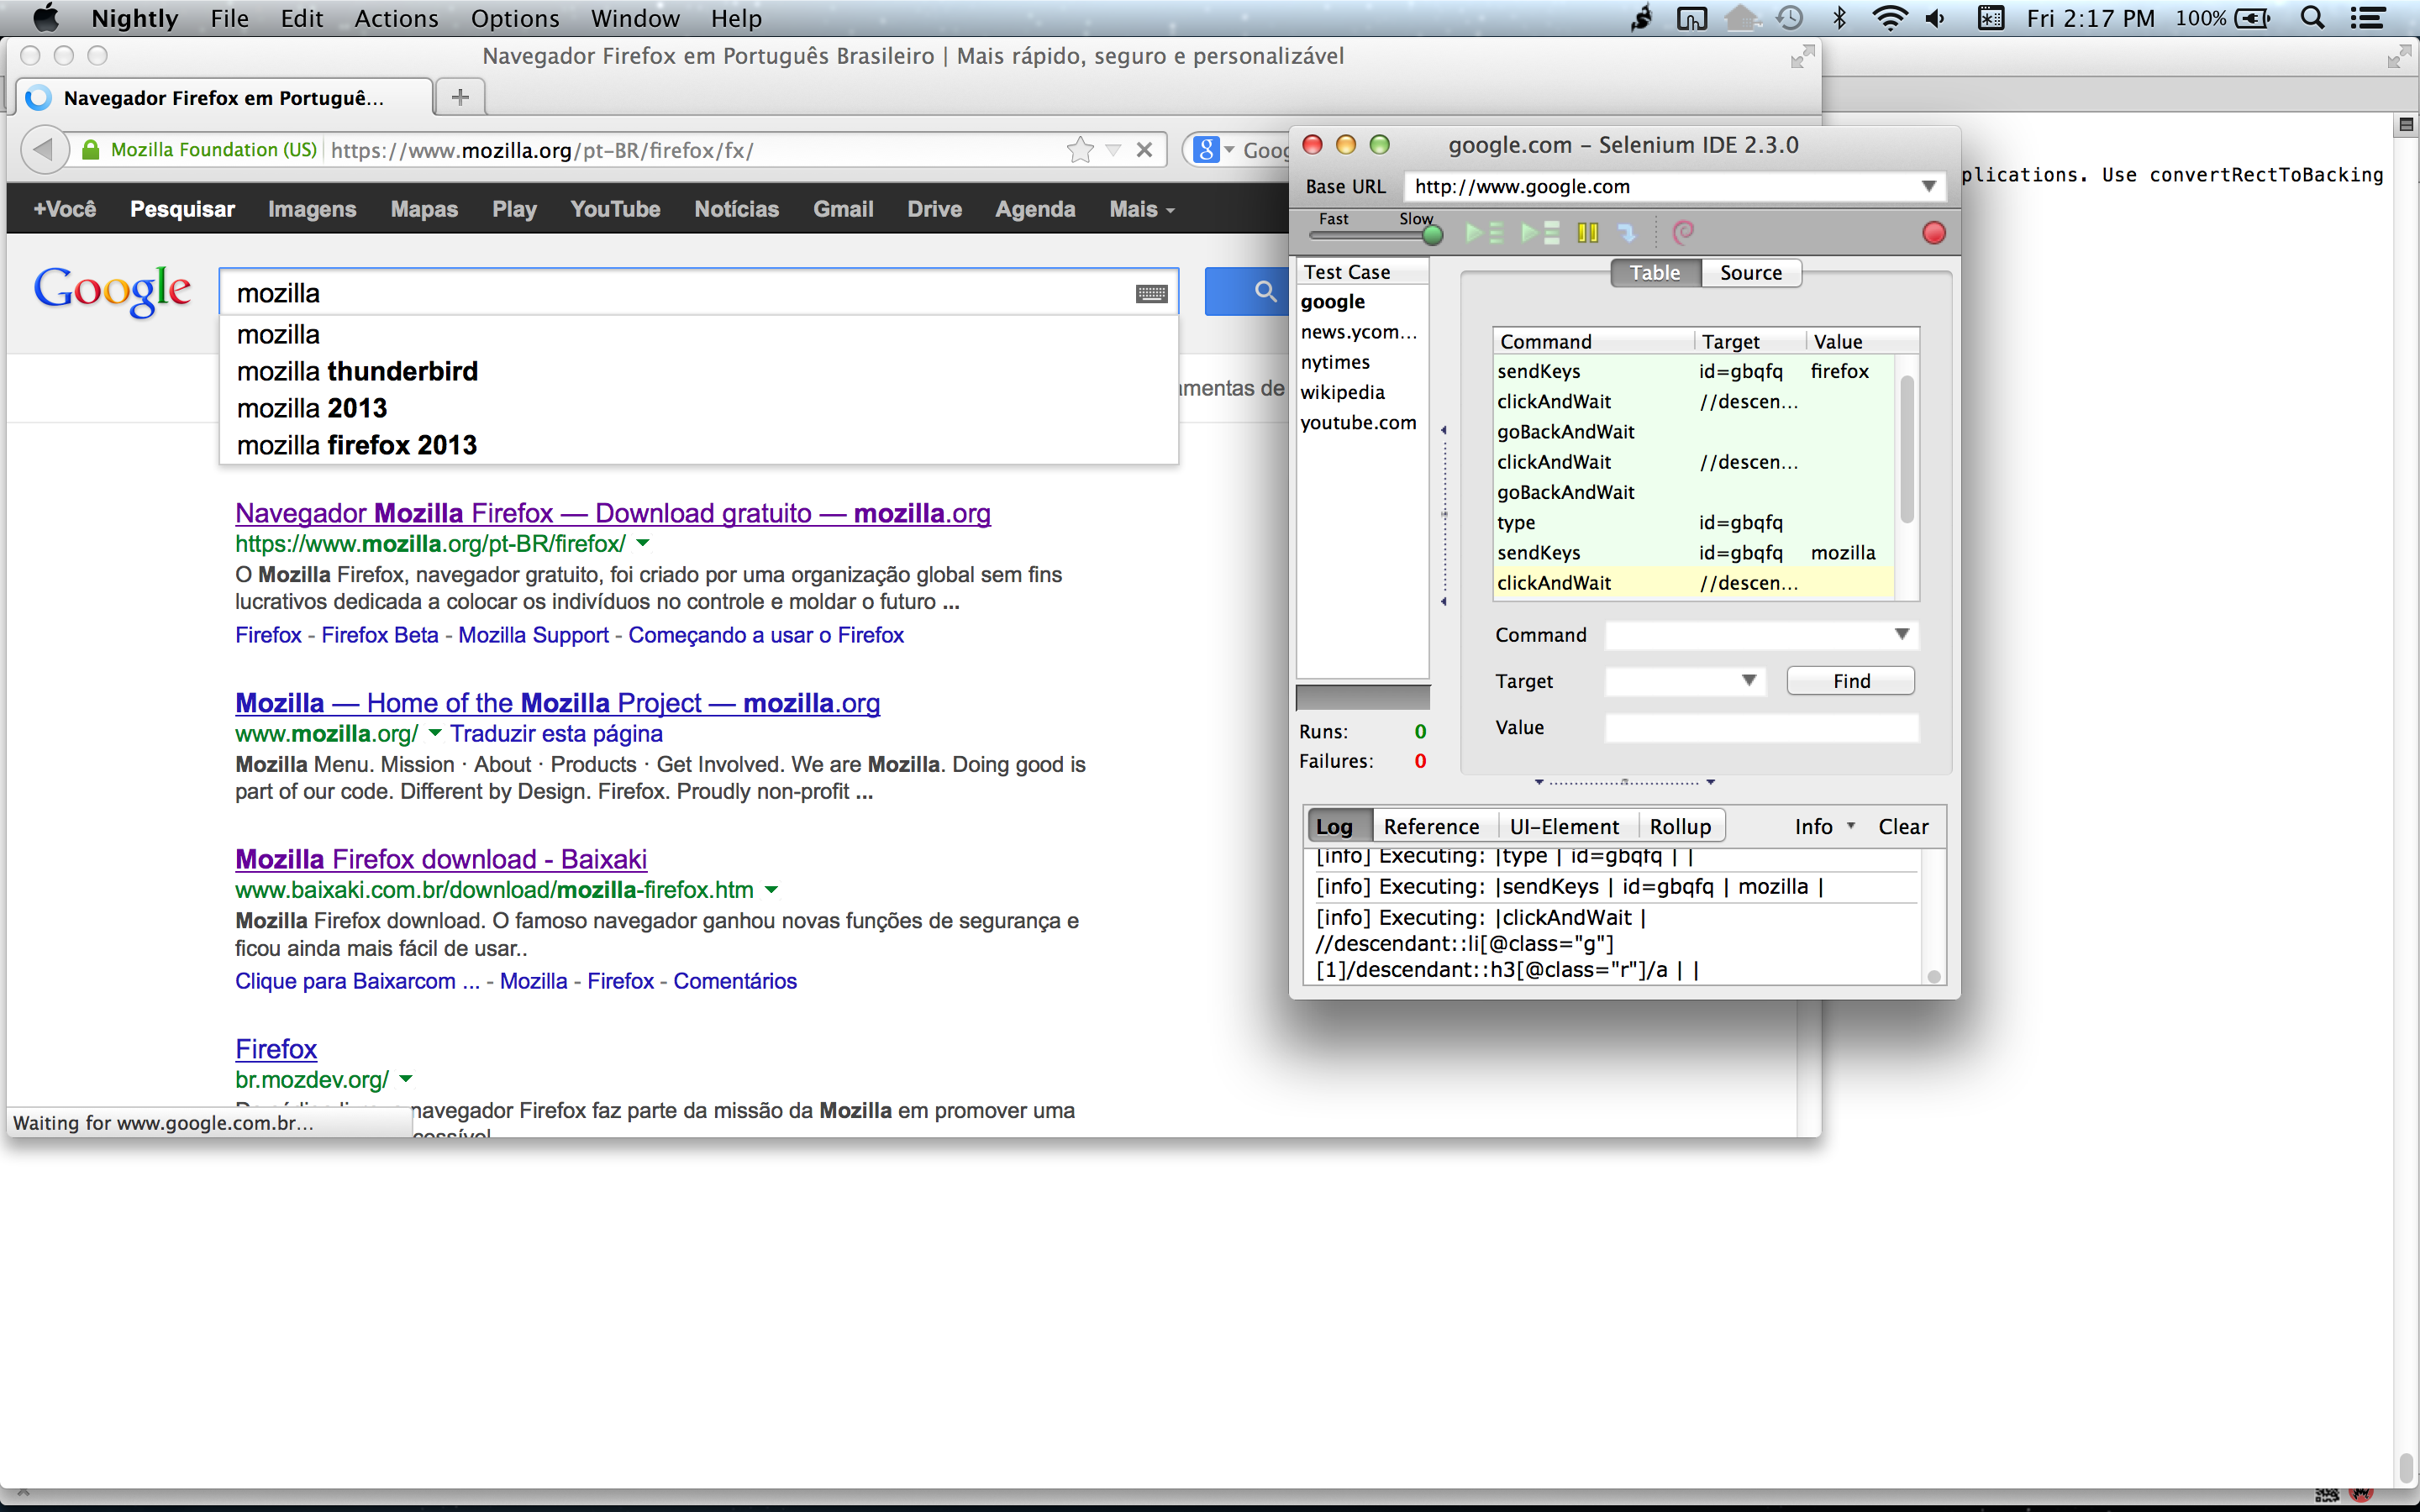 Nightly File Edit Actions Options Window Help Fri 2:17 PM 100%
Navegador Firefox em Português Brasileiro | Mais rápido, seguro e personalizável
Navegador Firefox em Portuguê...
Mozilla Foundation (US) https://www.mozilla.org/pt-BR/firefox/fx/
+Você Pesquisar Imagens Mapas Play YouTube Notícias Gmail Drive Agenda Mais
Google mozilla
mozilla
mozilla thunderbird
mozilla 2013
mozilla firefox 2013
Navegador Mozilla Firefox — Download gratuito — mozilla.org
https://www.mozilla.org/pt-BR/firefox/
O Mozilla Firefox, navegador gratuito, foi criado por uma organização global sem fins
lucrativos dedicada a colocar os indivíduos no controle e moldar o futuro ...
Firefox - Firefox Beta - Mozilla Support - Começando a usar o Firefox
Mozilla — Home of the Mozilla Project — mozilla.org
www.mozilla.org/ Traduzir esta página
Mozilla Menu. Mission · About · Products · Get Involved. We are Mozilla. Doing good is
part of our code. Different by Design. Firefox. Proudly non-profit ...
Mozilla Firefox download - Baixaki
www.baixaki.com.br/download/mozilla-firefox.htm
Mozilla Firefox download. O famoso navegador ganhou novas funções de segurança e
ficou ainda mais fácil de usar..
Clique para Baixarcom ... - Mozilla - Firefox - Comentários
Firefox
br.mozdev.org/
navegador Firefox faz parte da missão da Mozilla em promover uma
Waiting for www.google.com.br...
google.com – Selenium IDE 2.3.0
Base URL http://www.google.com
plications. Use convertRectToBacking
Fast Slow
Test Case
google
news.ycom...
nytimes
wikipedia
youtube.com
Runs: 0
Failures: 0
Table Source
Command Target Value
sendKeys id=gbqfq firefox
clickAndWait //descen...
goBackAndWait
clickAndWait //descen...
goBackAndWait
type id=gbqfq
sendKeys id=gbqfq mozilla
clickAndWait //descen...
Command
Target Find
Value
Log Reference UI-Element Rollup Info Clear
[info] Executing: |type | id=gbqfq | |
[info] Executing: |sendKeys | id=gbqfq | mozilla |
[info] Executing: |clickAndWait |
//descendant::li[@class="g"]
[1]/descendant::h3[@class="r"]/a | |